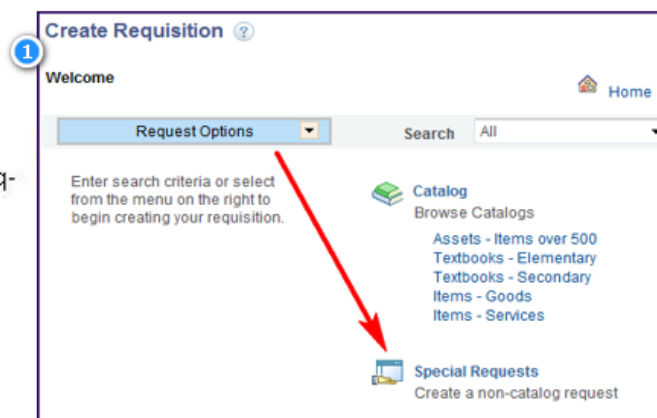 Create Requisition ?
1
Welcome
Home
Request Options
Search All
q-
Enter search criteria or select
from the menu on the right to
begin creating your requisition.
Catalog
Browse Catalogs
Assets - Items over 500
Textbooks - Elementary
Textbooks - Secondary
Items - Goods
Items - Services
Special Requests
Create a non-catalog request